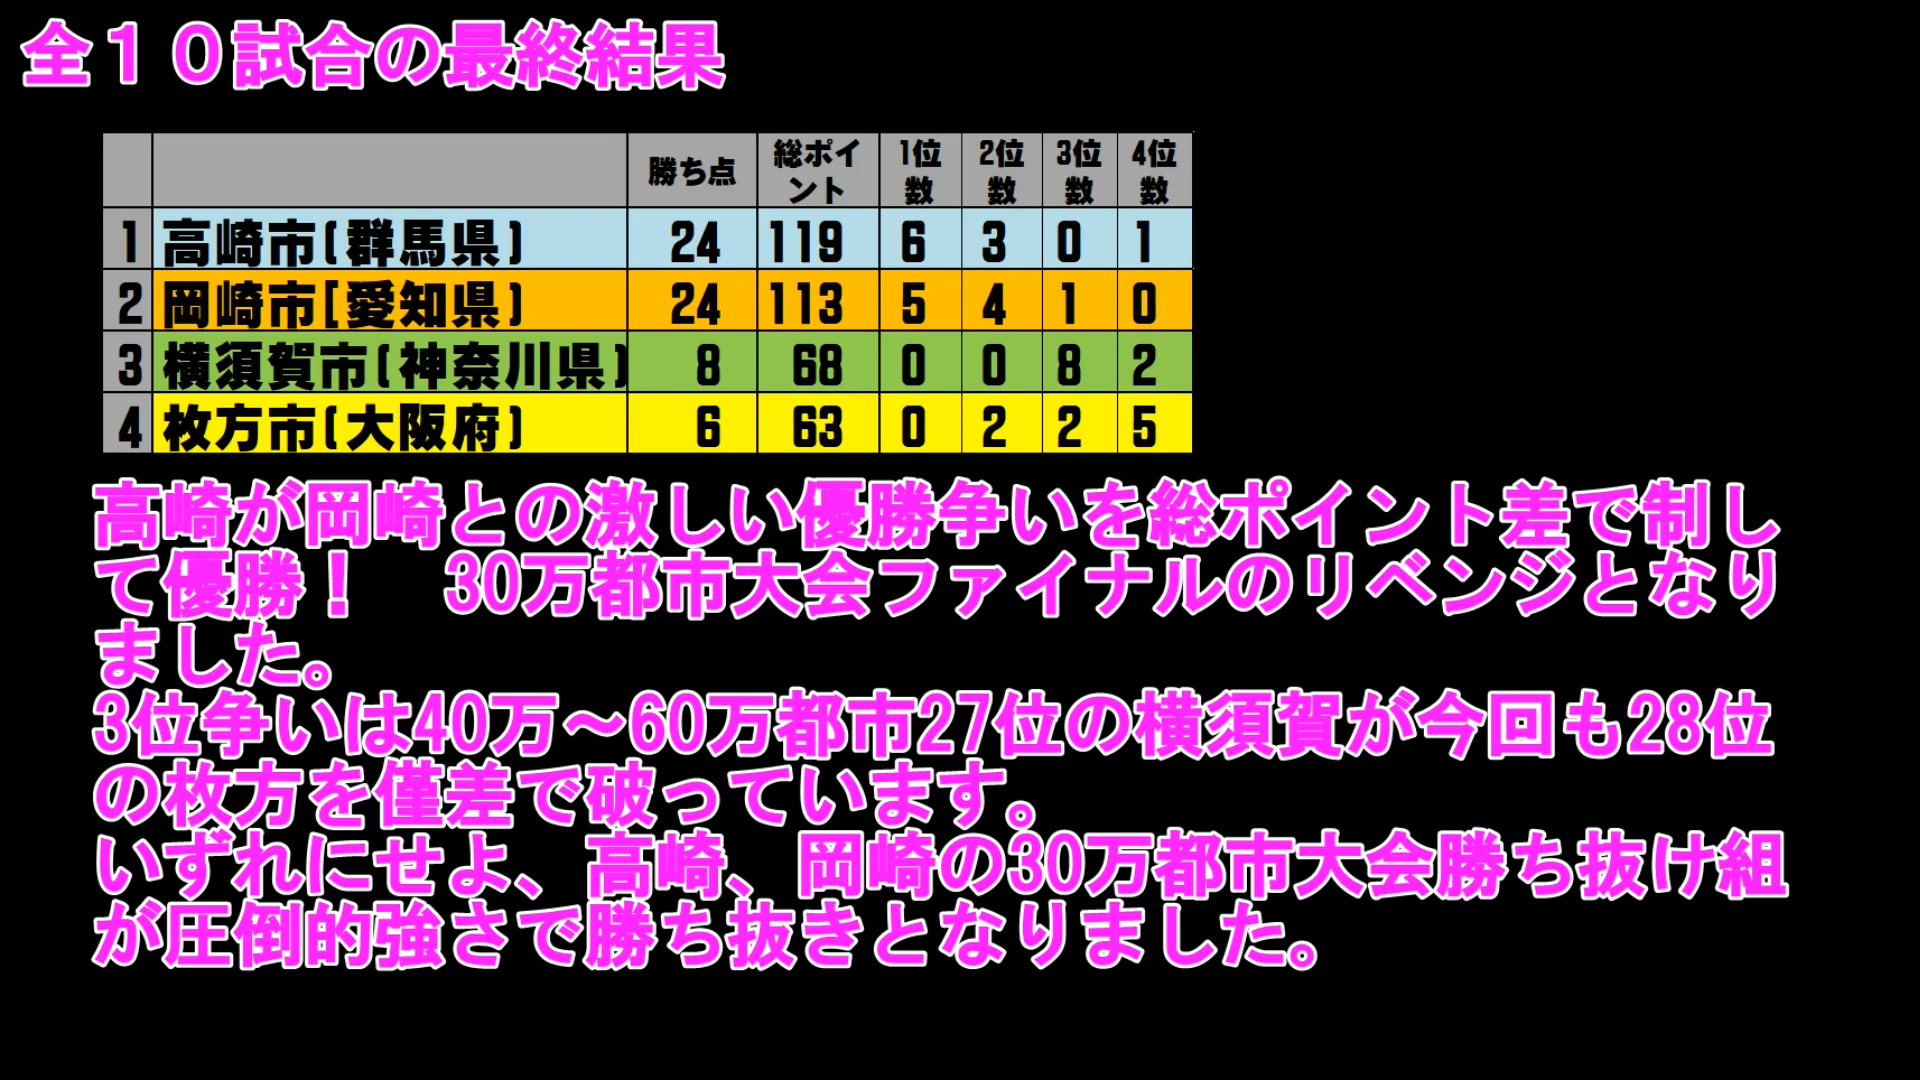 全１０試合の最終結果
勝ち点 総ポイント 1位数 2位数 3位数 4位数
1 高崎市(群馬県) 24 119 6 3 0 1
2 岡崎市[愛知県) 24 113 5 4 1 0
3 横須賀市(神奈川県) 8 68 0 0 8 2
4 枚方市(大阪府) 6 63 0 2 2 5
高崎が岡崎との激しい優勝争いを総ポイント差で制し
て優勝！　30万都市大会ファイナルのリベンジとなり
ました。
3位争いは40万～60万都市27位の横須賀が今回も28位
の枚方を僅差で破っています。
いずれにせよ、高崎、岡崎の30万都市大会勝ち抜け組
が圧倒的強さで勝ち抜きとなりました。